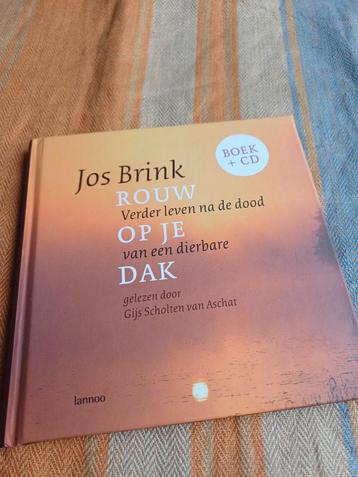 BOEK
+ CD
Jos Brink
ROUW
Verder leven na de dood
OP JE
van een dierbare
DAK
gelezen door
Gijs Scholten van Aschat
lannoo